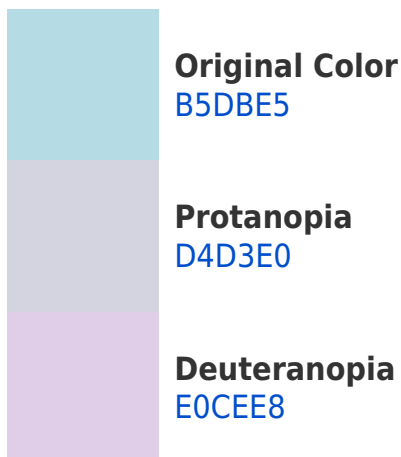 Original Color
B5DBE5
Protanopia
D4D3E0
Deuteranopia
E0CEE8